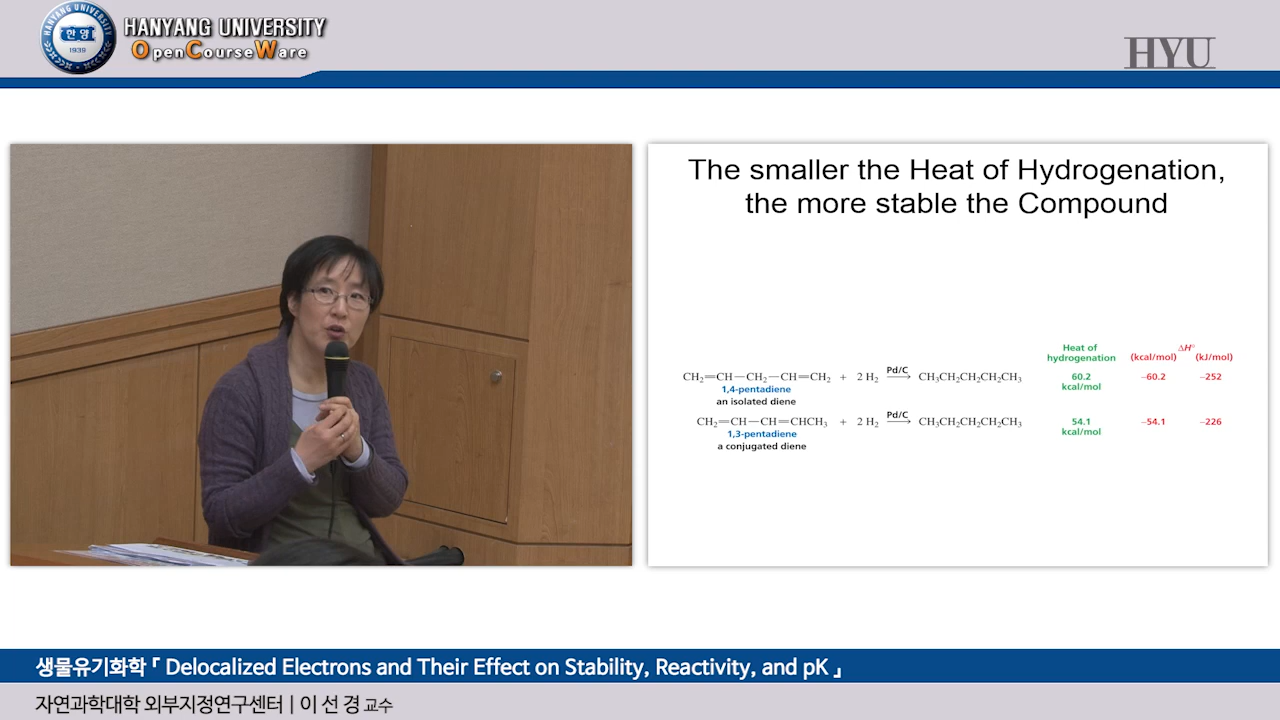 HANYANG UNIVERSITY
한양
1939
HANYANG UNIVERSITY
OpenCourseWare
HYU
The smaller the Heat of Hydrogenation,
the more stable the Compound
Heat of
hydrogenation
ΔH°
(kcal/mol) (kJ/mol)
CH₂=CH—CH₂—CH=CH₂ + 2 H₂ Pd/C → CH₃CH₂CH₂CH₂CH₃ 60.2 –60.2 –252
kcal/mol
1,4-pentadiene
an isolated diene
CH₂=CH—CH=CHCH₃ + 2 H₂ Pd/C → CH₃CH₂CH₂CH₂CH₃ 54.1 –54.1 –226
kcal/mol
1,3-pentadiene
a conjugated diene
생물유기화학「 Delocalized Electrons and Their Effect on Stability, Reactivity, and pK 」
자연과학대학 외부지정연구센터 | 이 선 경 교수